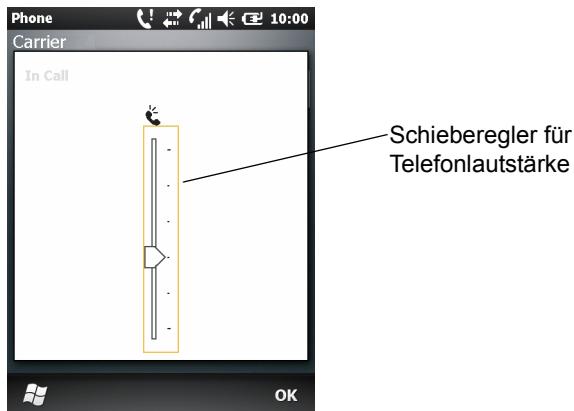 Phone 10:00
Carrier
In Call
Schieberegler für
Telefonlautstärke
OK